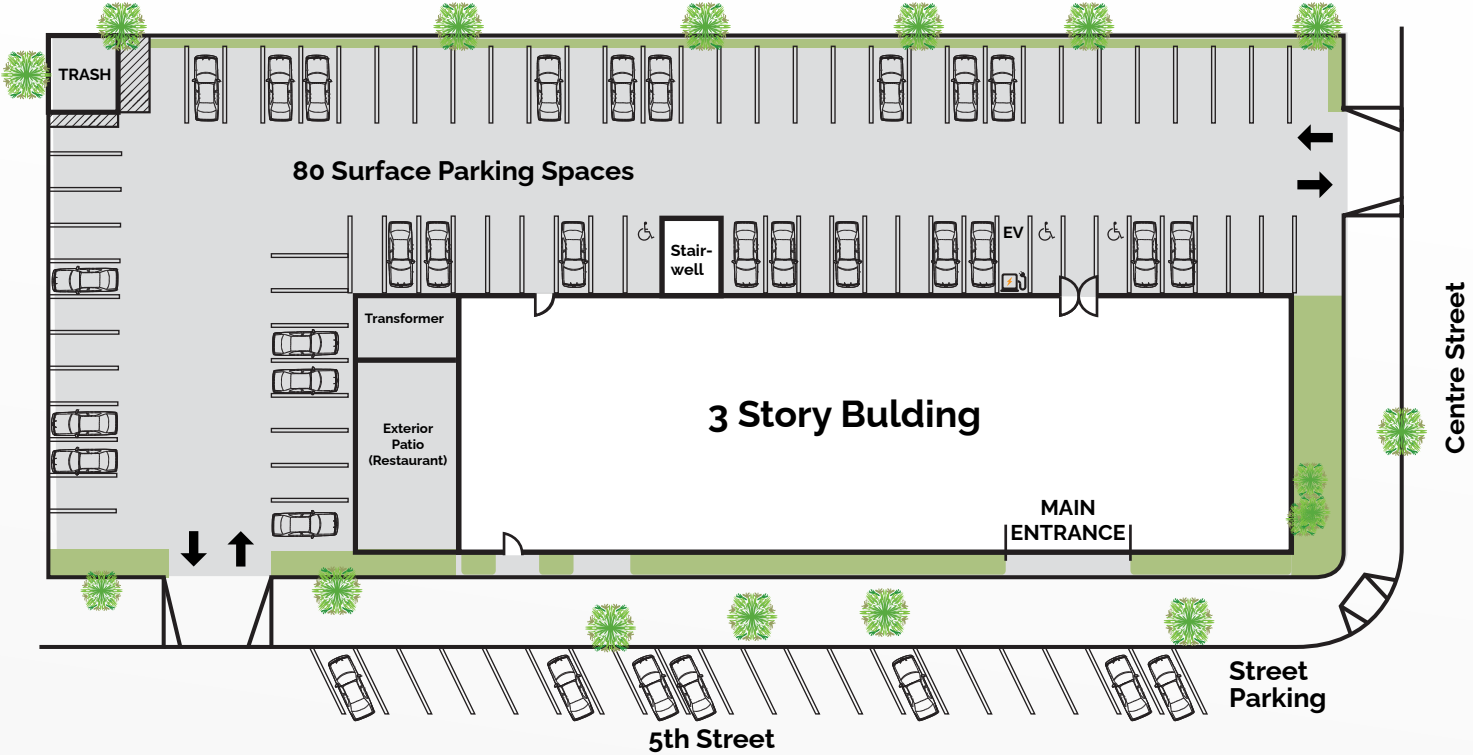 TRASH
80 Surface Parking Spaces
Stair-
well
EV
Transformer
Exterior
Patio
(Restaurant)
3 Story Bulding
MAIN
ENTRANCE
Centre Street
Street
Parking
5th Street